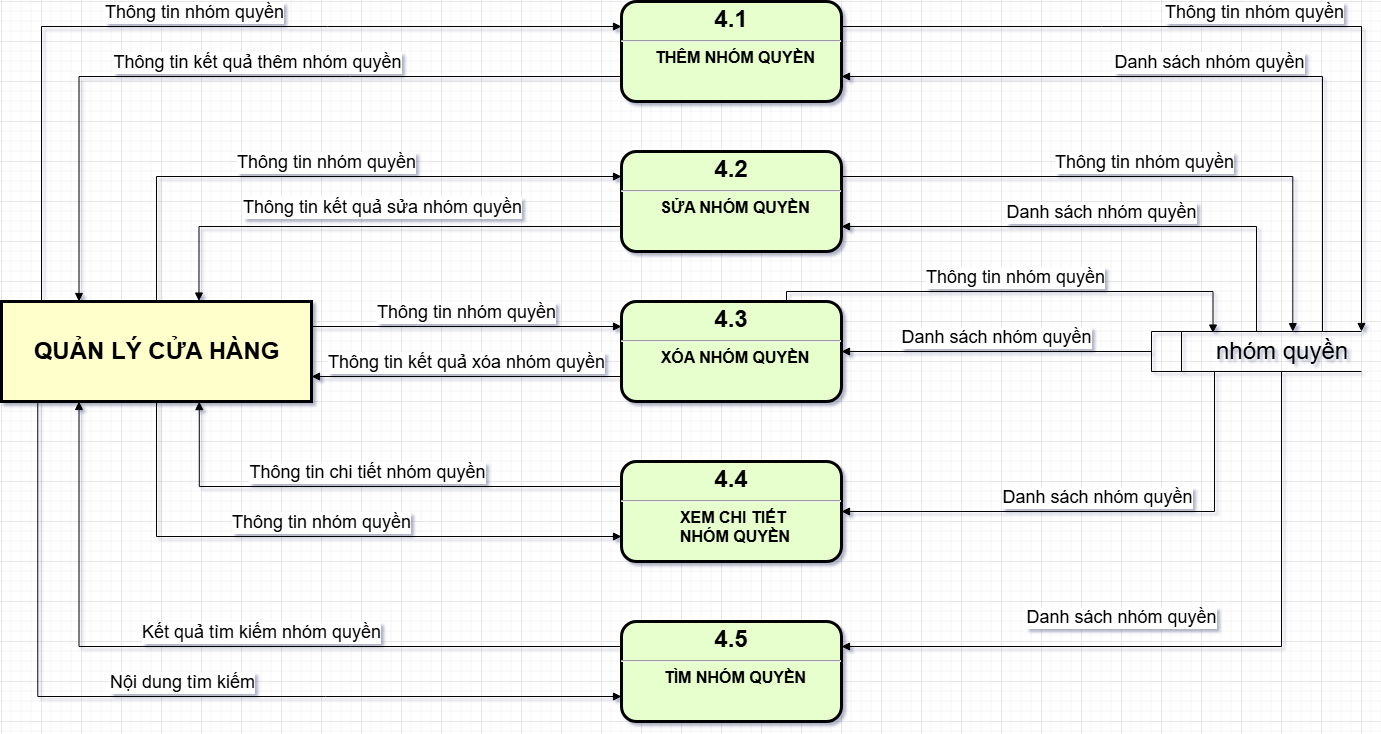 Thông tin nhóm quyền
4.1
Thông tin nhóm quyền
THÊM NHÓM QUYỀN
Thông tin kết quả thêm nhóm quyền
Danh sách nhóm quyền
Thông tin nhóm quyền
4.2
Thông tin nhóm quyền
Thông tin kết quả sửa nhóm quyền
SỬA NHÓM QUYỀN
Danh sách nhóm quyền
Thông tin nhóm quyền
Thông tin nhóm quyền
4.3
Danh sách nhóm quyền
QUẢN LÝ CỬA HÀNG
XÓA NHÓM QUYỀN
nhóm quyền
Thông tin kết quả xóa nhóm quyền
Thông tin chi tiết nhóm quyền
4.4
Danh sách nhóm quyền
Thông tin nhóm quyền
XEM CHI TIẾT
NHÓM QUYỀN
Danh sách nhóm quyền
Kết quả tìm kiếm nhóm quyền
4.5
TÌM NHÓM QUYỀN
Nội dung tìm kiếm